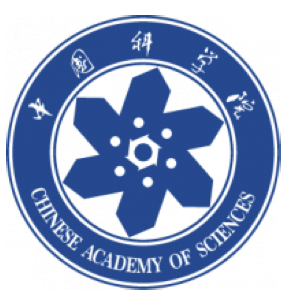 中国科学院
CHINESE ACADEMY OF SCIENCES